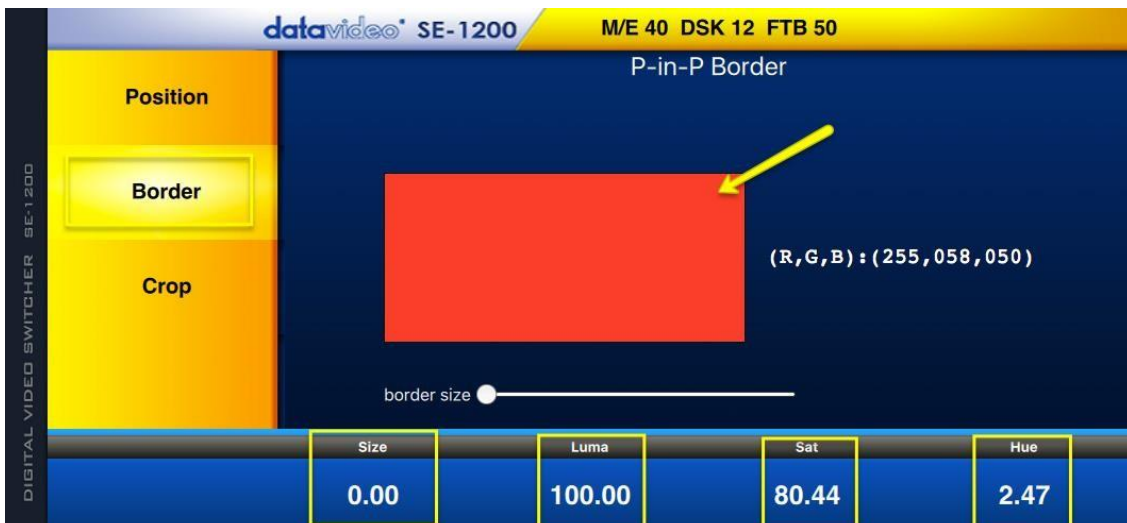 datavideo SE-1200
M/E 40 DSK 12 FTB 50
P-in-P Border
Position
Border
Crop
(R,G,B):(255,058,050)
border size
Size Luma Sat Hue
0.00 100.00 80.44 2.47
DIGITAL VIDEO SWITCHER SE-1200